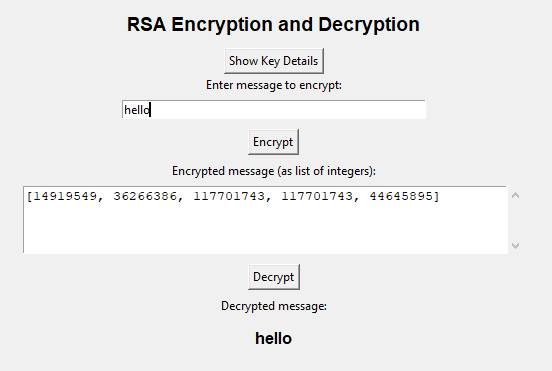 RSA Encryption and Decryption
Show Key Details
Enter message to encrypt:
hello
Encrypt
Encrypted message (as list of integers):
[14919549, 36266386, 117701743, 117701743, 44645895]
Decrypt
Decrypted message:
hello